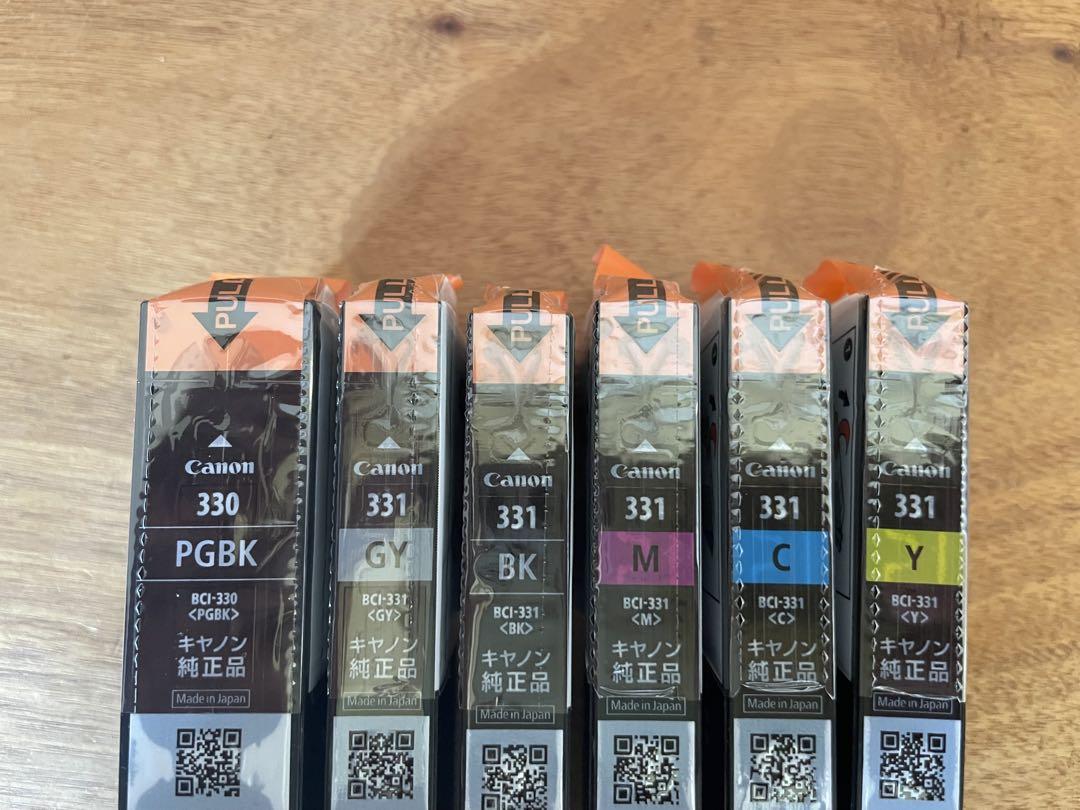 PULL
Canon
330
PGBK
BCI-330
<PGBK>
キヤノン
純正品
Made in Japan
PULL
Canon
331
GY
BCI-331
<GY>
キヤノン
純正品
Made in Japan
PULL
Canon
331
BK
BCI-331
<BK>
キヤノン
純正品
Made in Japan
PULL
Canon
331
M
BCI-331
<M>
キヤノン
純正品
Made in Japan
PULL
Canon
331
C
BCI-331
<C>
キヤノン
純正品
Made in Japan
PULL
Canon
331
Y
BCI-331
<Y>
キヤノン
純正品
Made in Japan